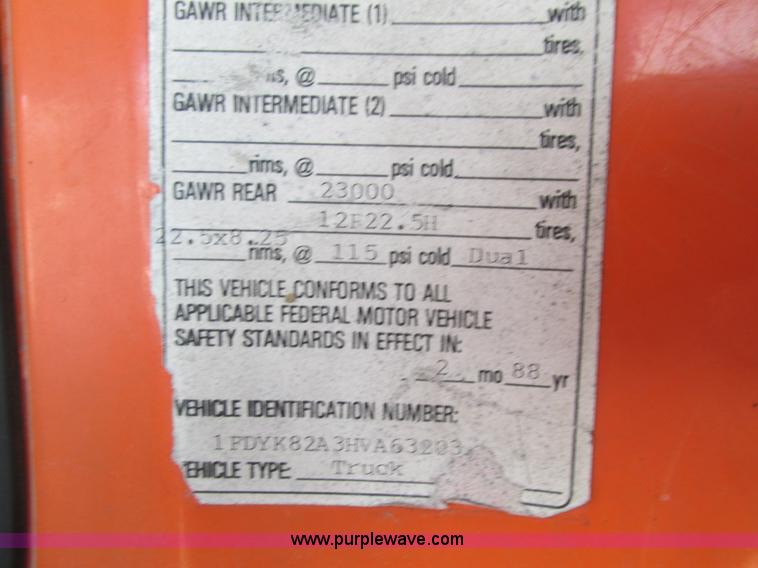 GAWR INTERMEDIATE (1) with
tires,
@ psi cold
GAWR INTERMEDIATE (2) with
tires,
rims, @ psi cold
GAWR REAR 23000 with
12R22.5H tires,
22.5x8.25 rims, @ 115 psi cold Dual
THIS VEHICLE CONFORMS TO ALL
APPLICABLE FEDERAL MOTOR VEHICLE
SAFETY STANDARDS IN EFFECT IN:
2 mo 88 yr
VEHICLE IDENTIFICATION NUMBER:
VEHICLE TYPE: Truck
www.purplewave.com